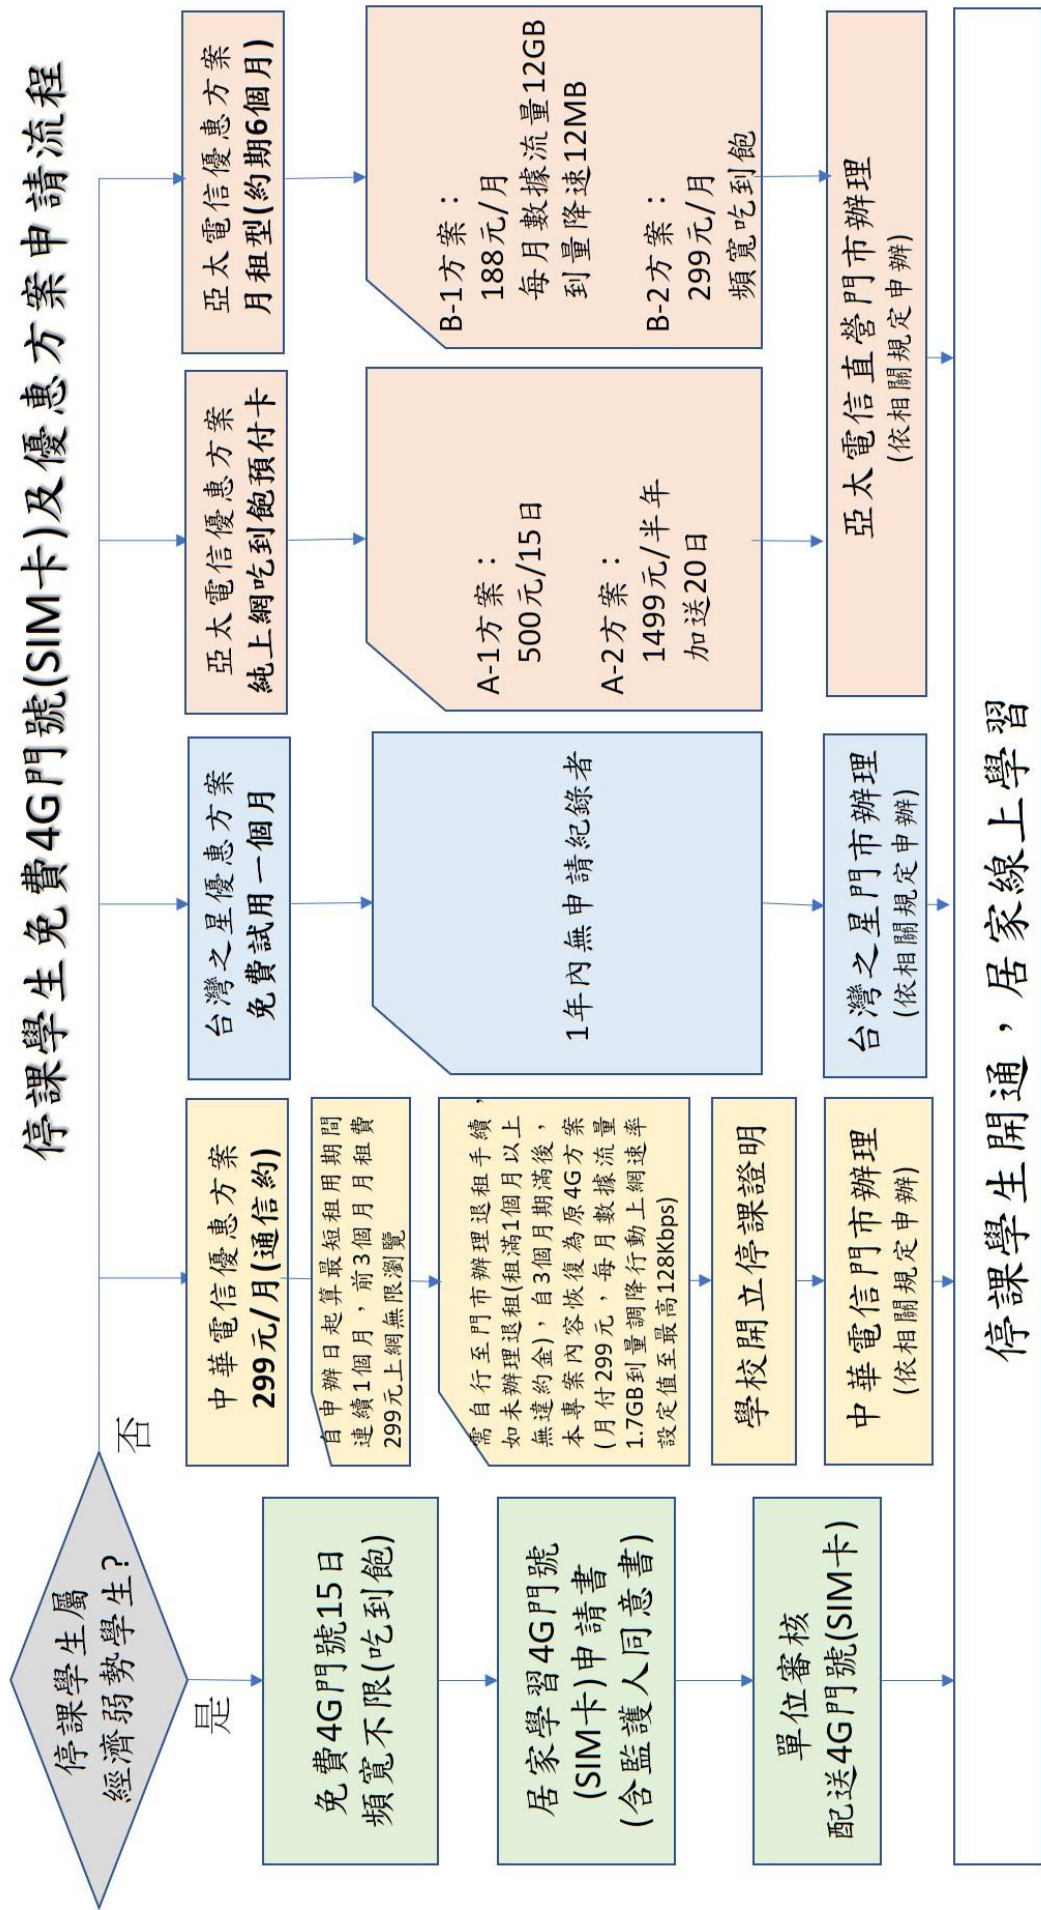 停課學生免費4G門號(SIM卡)及優惠方案申請流程
停課學生屬
經濟弱勢學生?
是
否
免費4G門號15日
頻寬不限(吃到飽)
居家學習4G門號
(SIM卡)申請書
(含監護人同意書)
單位審核
配送4G門號(SIM卡)
中華電信優惠方案
299元/月(通信約)
自申辦日起算最短租用期間
連續1個月，前3個月月租費
299元上網無限瀏覽
需自行至門市辦理退租手續，
如未辦理退租(租滿1個月以上
無違約金)，自3個月期滿後，
本專案內容恢復為原4G方案
(月付299元，每月數據流量
1.7GB到量調降行動上網速率
設定值至最高128Kbps)
學校開立停課證明
中華電信門市辦理
(依相關規定申辦)
台灣之星優惠方案
免費試用一個月
1年內無申請紀錄者
台灣之星門市辦理
(依相關規定申辦)
亞太電信優惠方案
純上網吃到飽預付卡
A-1方案：
500元/15日
A-2方案：
1499元/半年
加送20日
亞太電信優惠方案
月租型(約期6個月)
B-1方案：
188元/月
每月數據流量12GB
到量降速12MB
B-2方案：
299元/月
頻寬吃到飽
亞太電信直營門市辦理
(依相關規定申辦)
停課學生開通，居家線上學習